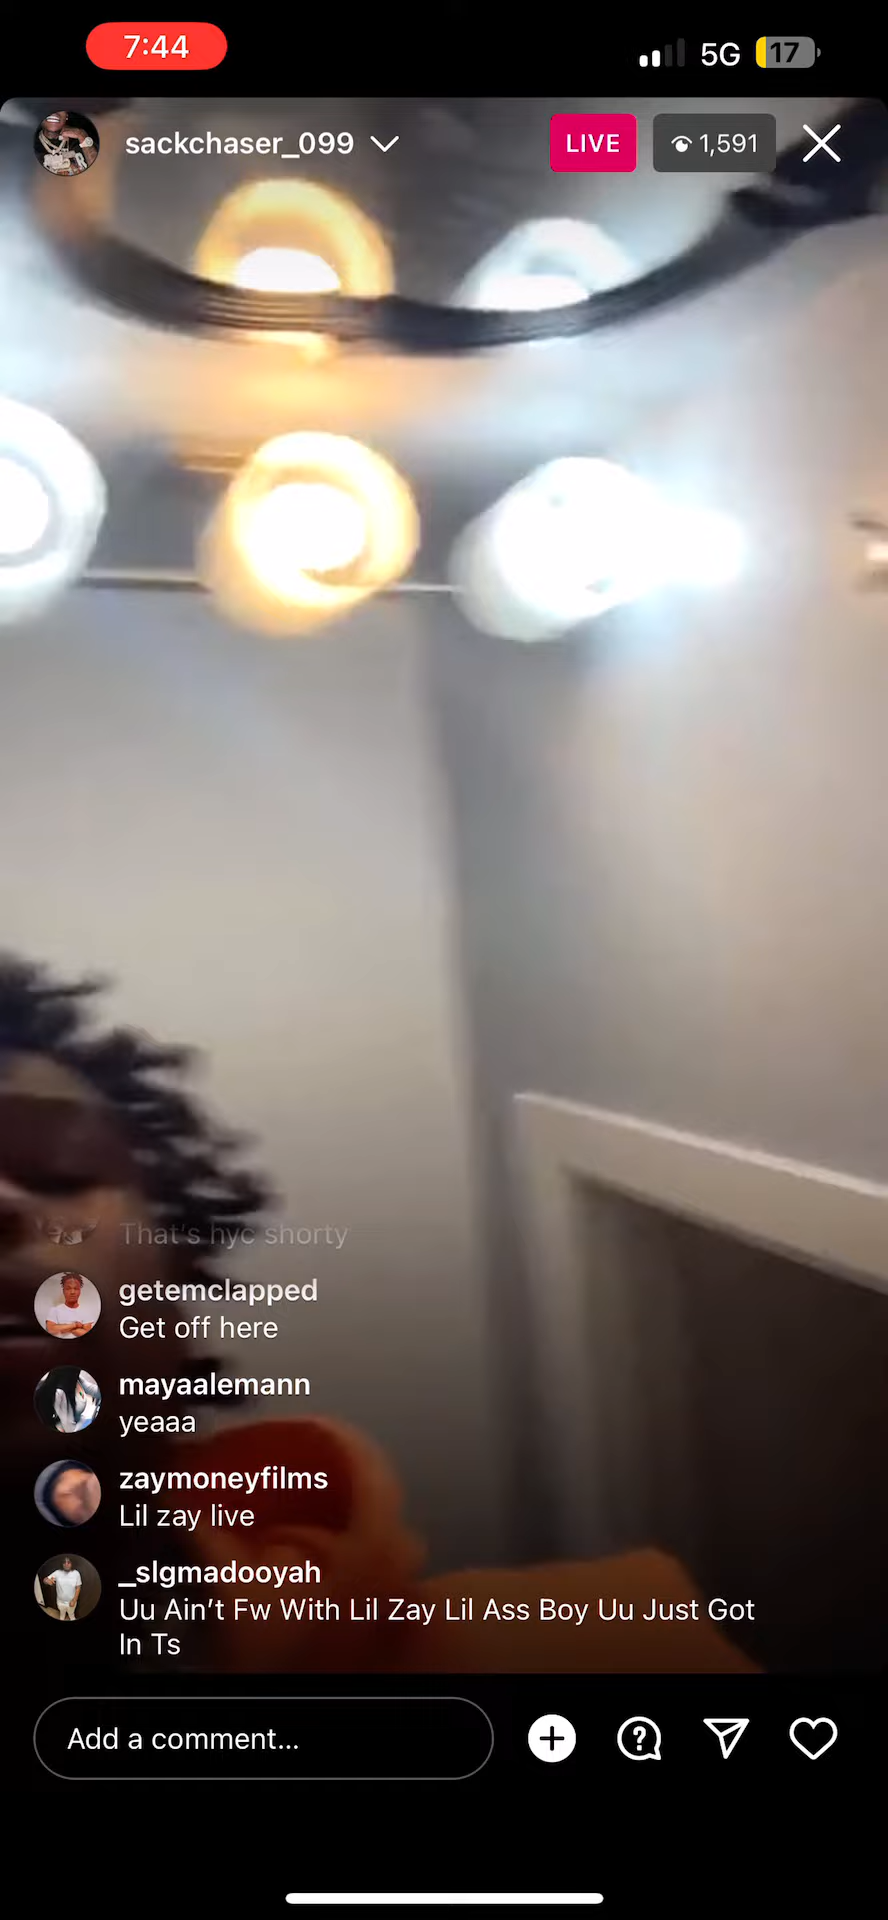 7:44
5G
17
sackchaser_099
LIVE
1,591
That's hyc shorty
getemclapped
Get off here
mayaalemann
yeaaa
zaymoneyfilms
Lil zay live
_slgmadooyah
Uu Ain't Fw With Lil Zay Lil Ass Boy Uu Just Got
In Ts
Add a comment...